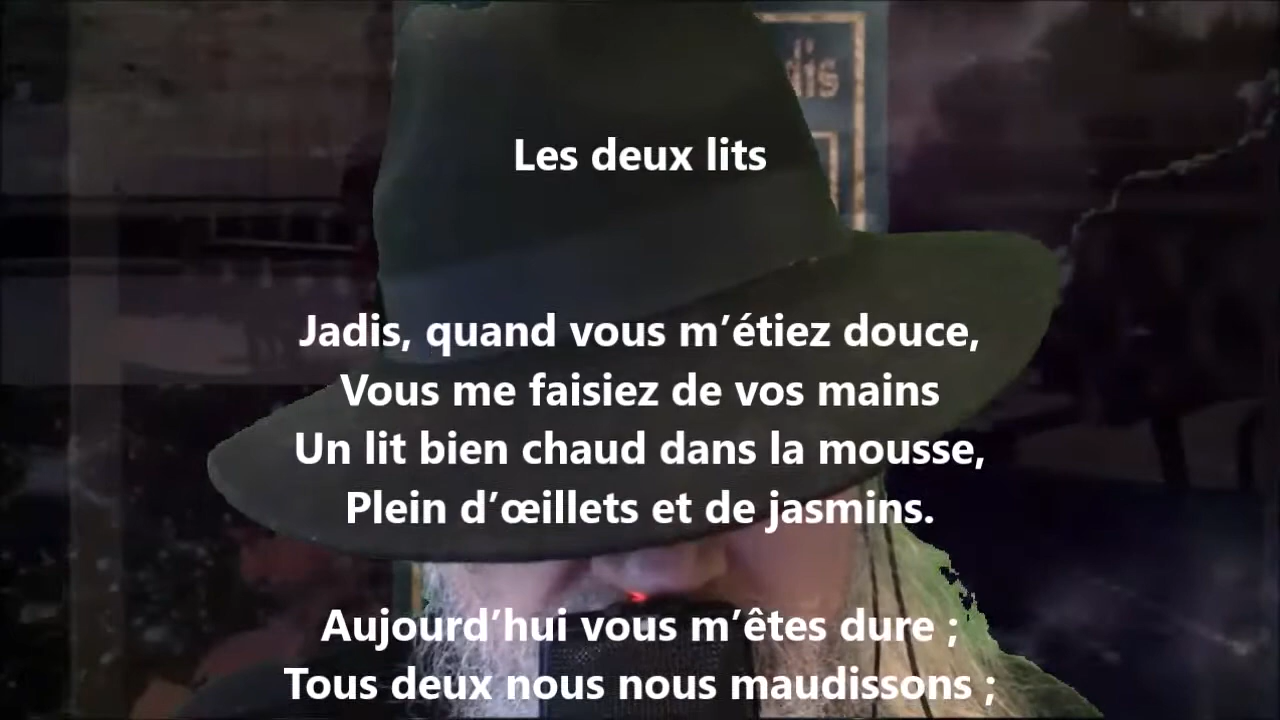 dis
Les deux lits
Jadis, quand vous m’étiez douce,
Vous me faisiez de vos mains
Un lit bien chaud dans la mousse,
Plein d’œillets et de jasmins.
Aujourd’hui vous m’êtes dure ;
Tous deux nous nous maudissons ;